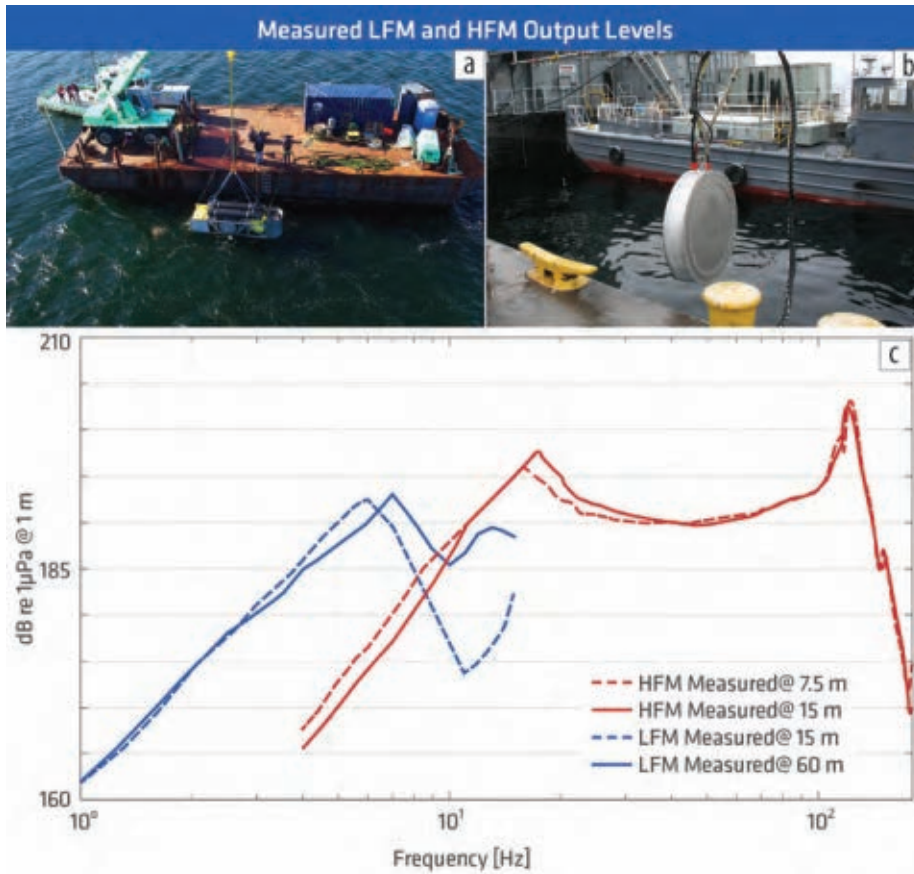 Measured LFM and HFM Output Levels
a
b
c
210
185
160
dB re 1µPa @ 1 m
HFM Measured@ 7.5 m
HFM Measured@ 15 m
LFM Measured@ 15 m
LFM Measured@ 60 m
10⁰
10¹
10²
Frequency [Hz]